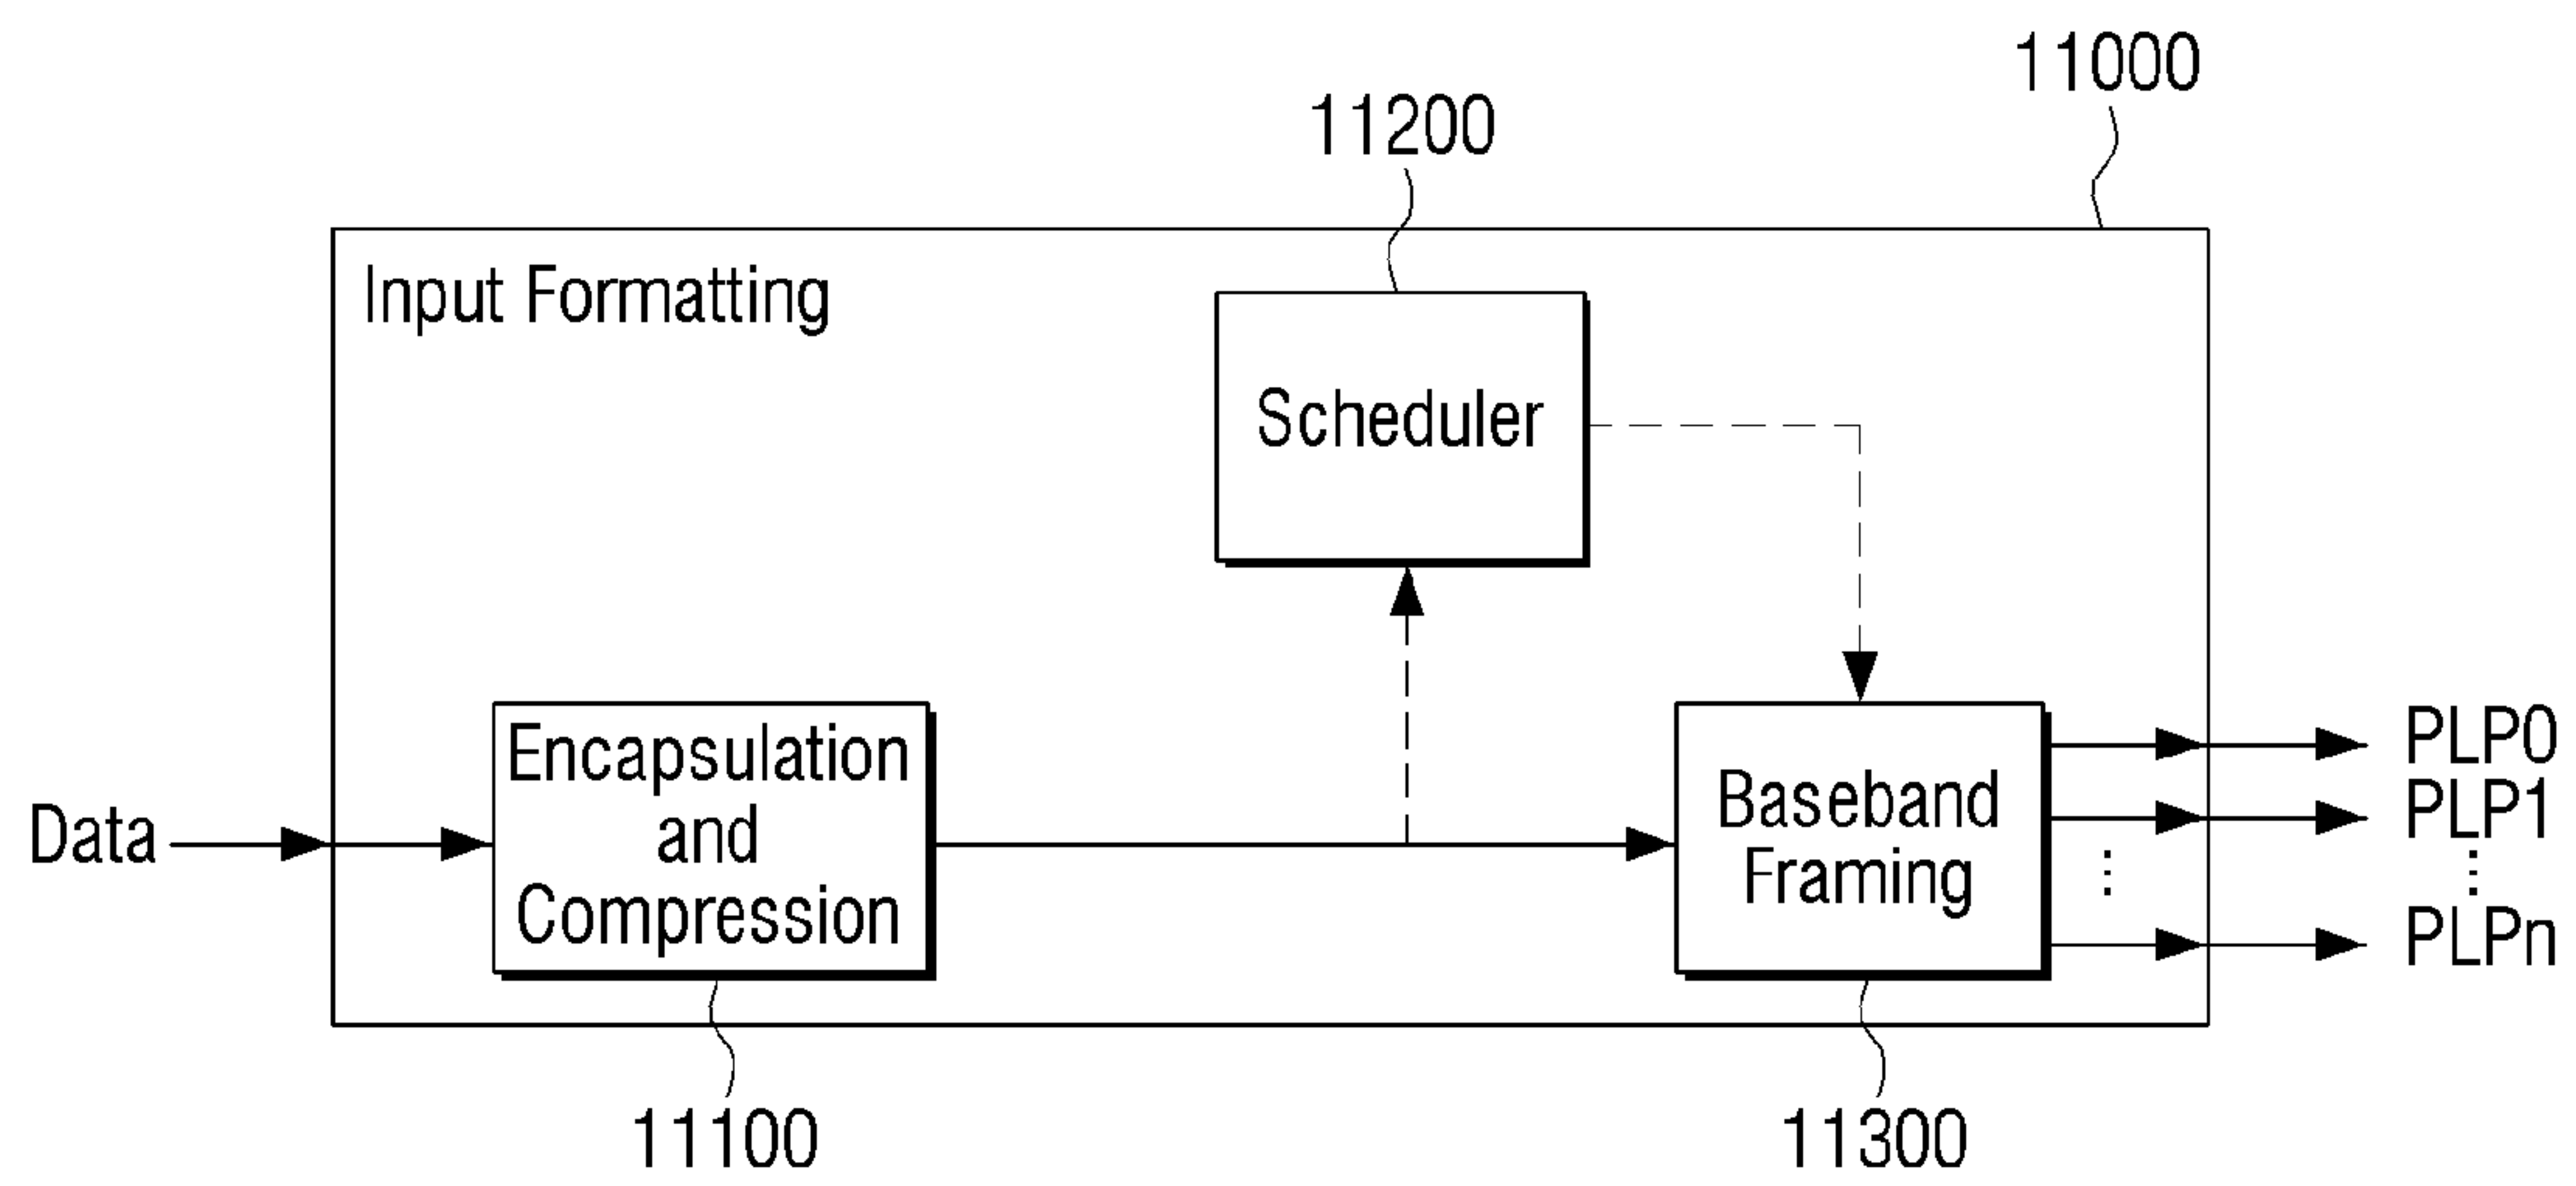 11000
11200
Input Formatting
Scheduler
Encapsulation
and
Compression
Data
Baseband
Framing
PLP0
PLP1
PLPn
11100
11300